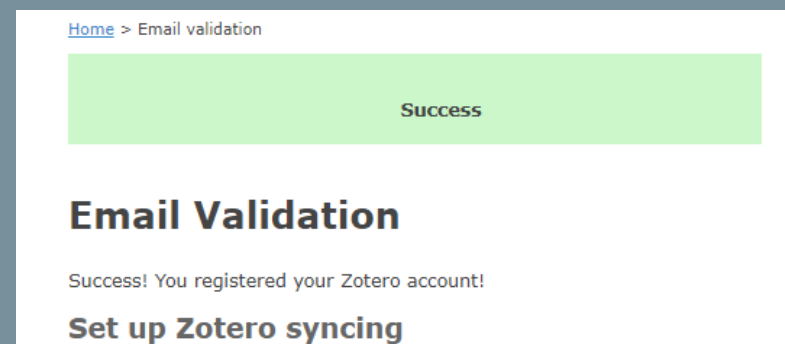 Home > Email validation
Success
Email Validation
Success! You registered your Zotero account!
Set up Zotero syncing